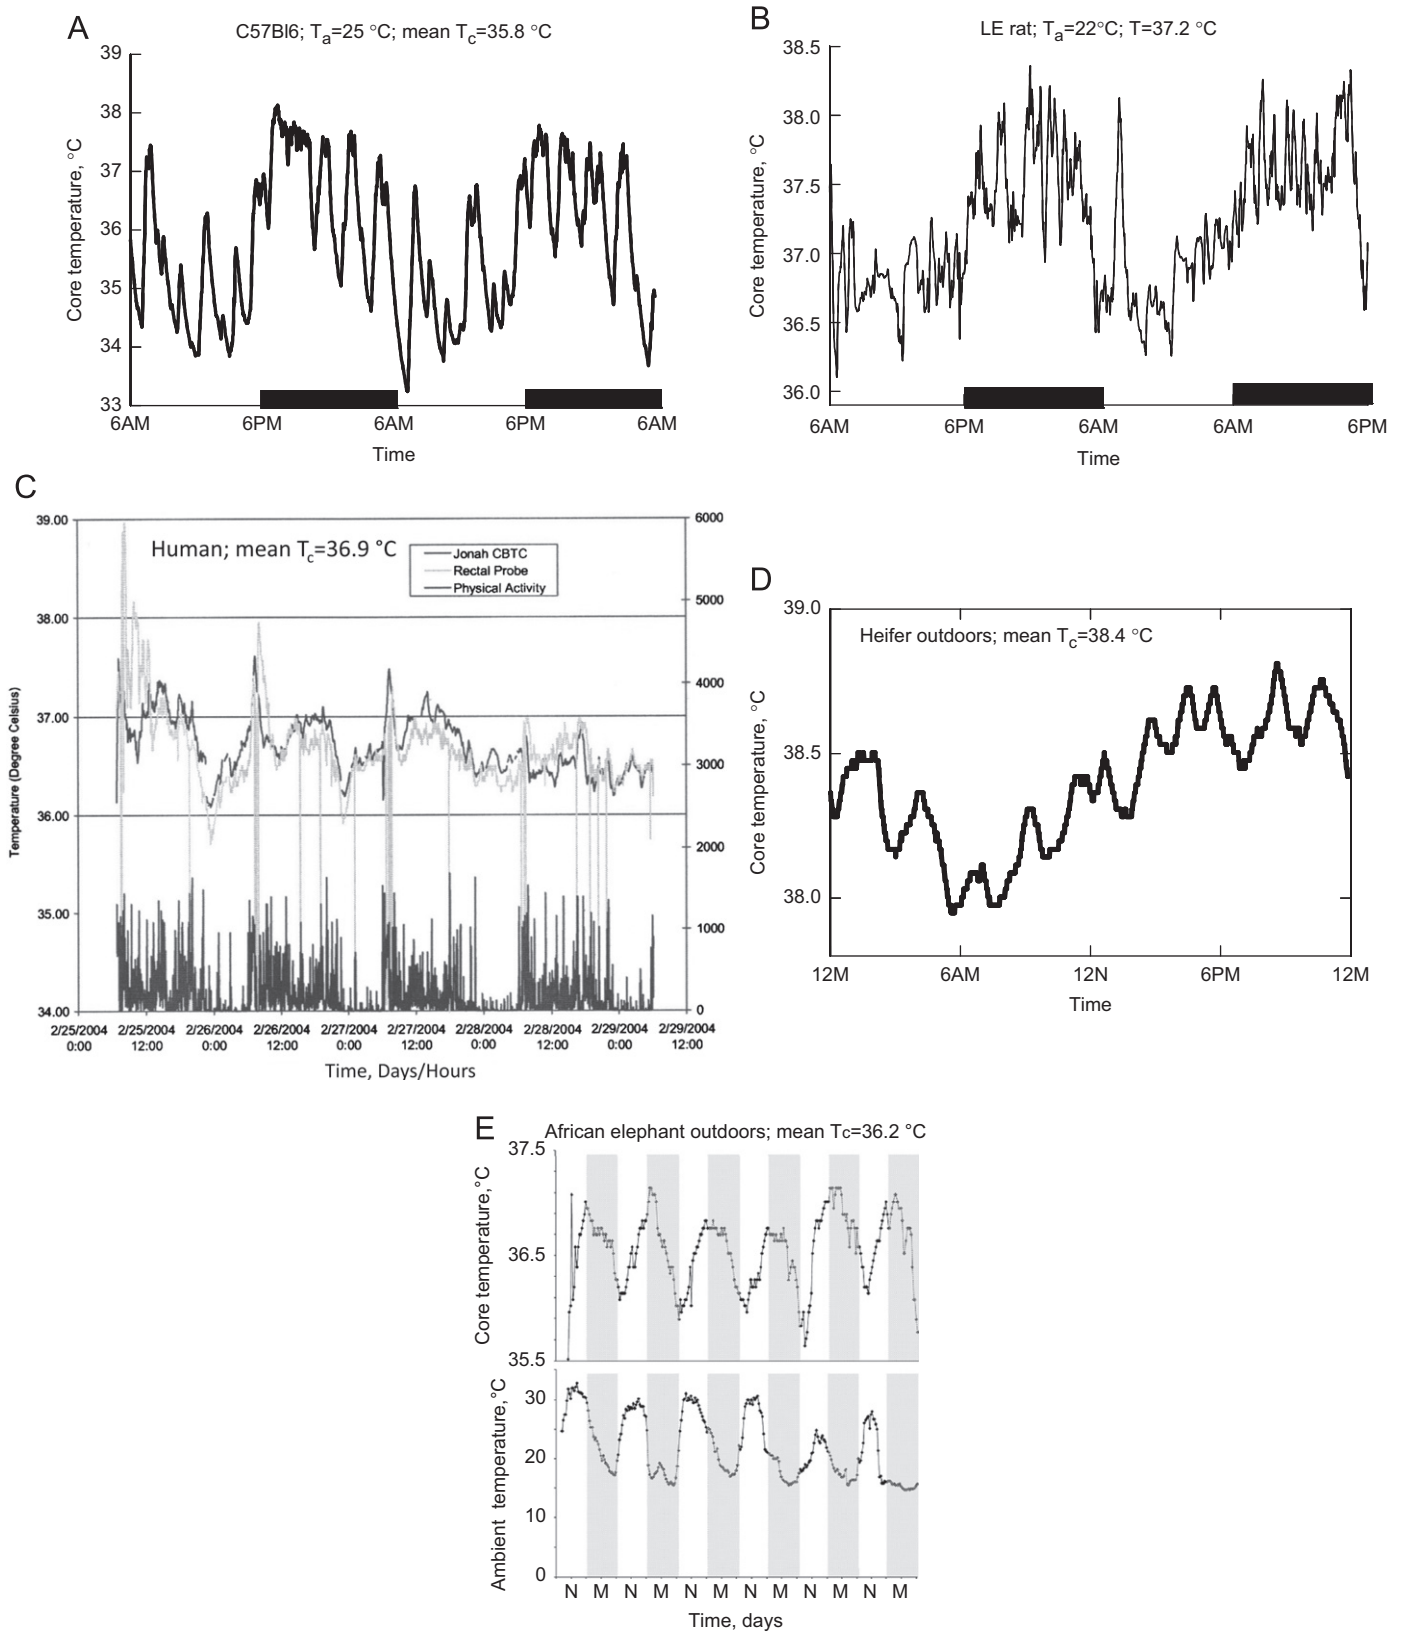 A
C57Bl6; Ta=25 °C; mean Tc=35.8 °C
39
38
37
36
35
34
33
Core temperature, °C
6AM 6PM 6AM 6PM 6AM
Time
B
LE rat; Ta=22°C; T=37.2 °C
38.5
38.0
37.5
37.0
36.5
36.0
Core temperature, °C
6AM 6PM 6AM 6AM 6PM
Time
C
Human; mean Tc=36.9 °C
Jonah CBTC
Rectal Probe
Physical Activity
39.00
38.00
37.00
36.00
35.00
34.00
Temperature (Degree Celsius)
6000
5000
4000
3000
2000
1000
0
2/25/2004 2/25/2004 2/26/2004 2/26/2004 2/27/2004 2/27/2004 2/28/2004 2/28/2004 2/29/2004 2/29/2004
0:00 12:00 0:00 12:00 0:00 12:00 0:00 12:00 0:00 12:00
Time, Days/Hours
D
Heifer outdoors; mean Tc=38.4 °C
39.0
38.5
38.0
Core temperature, °C
12M 6AM 12N 6PM 12M
Time
E
African elephant outdoors; mean Tc=36.2 °C
37.5
36.5
35.5
Core temperature,°C
30
20
10
0
Ambient temperature,°C
N M N M N M N M N M N M
Time, days